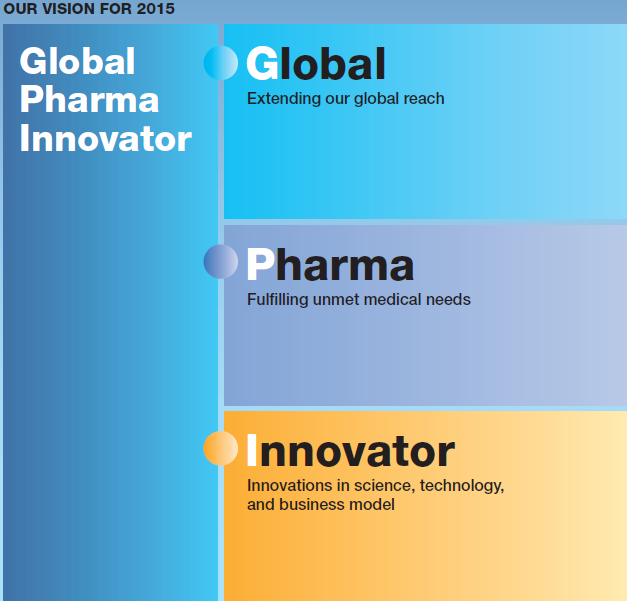 OUR VISION FOR 2015
Global
Pharma
Innovator
Global
Extending our global reach
Pharma
Fulfilling unmet medical needs
Innovator
Innovations in science, technology,
and business model